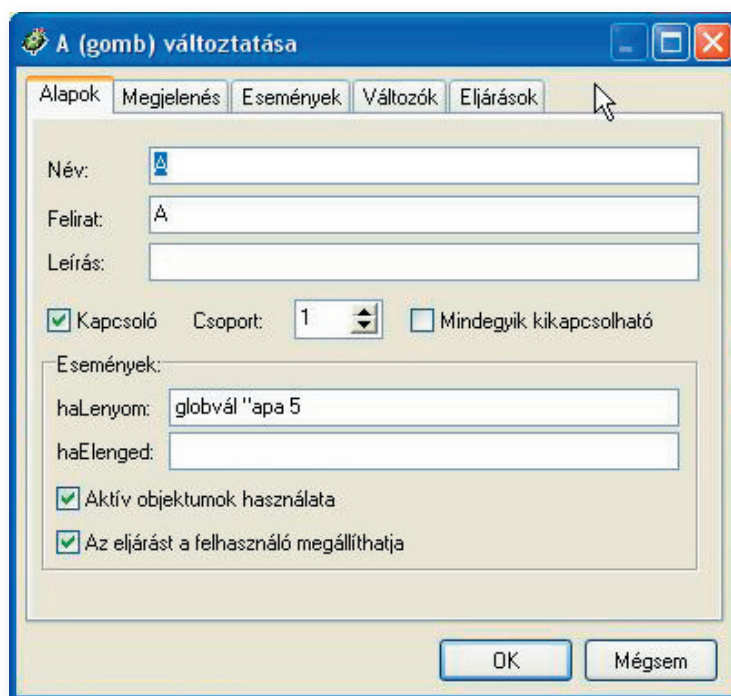 A (gomb) változtatása
Alapok Megjelenés Események Változók Eljárások
Név: A
Felirat: A
Leírás:
Kapcsoló Csoport: 1 Mindegyik kikapcsolható
Események:
haLenyom: globvál "apa 5
haElenged:
Aktív objektumok használata
Az eljárást a felhasználó megállíthatja
OK Mégsem